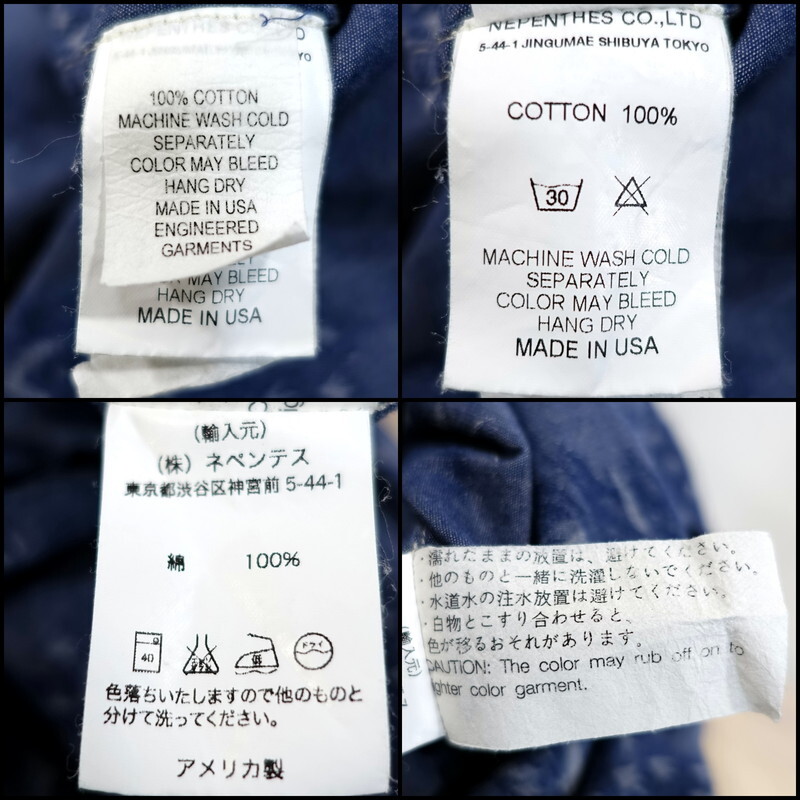 NEPENTHES C
100% COTTON
MACHINE WASH COLD
SEPARATELY
COLOR MAY BLEED
HANG DRY
MADE IN USA
ENGINEERED
GARMENTS
MAY BLEED
HANG DRY
MADE IN USA
NEPENTHES CO.,LTD
5-44-1 JINGUMAE SHIBUYA TOKYO
COTTON 100%
30
MACHINE WASH COLD
SEPARATELY
COLOR MAY BLEED
HANG DRY
MADE IN USA
(輸入元)
(株) ネペンテス
東京都渋谷区神宮前 5-44-1
綿 100%
40 低 ドライ
色落ちいたしますので他のものと
分けて洗ってください。
アメリカ製
・濡れたままの放置は、避けてください。
・他のものと一緒に洗濯しないでください。
・水道水の注水放置は避けてください。
・白物とこすり合わせると、
色が移るおそれがあります。
CAUTION: The color may rub off on to
ghter color garment.